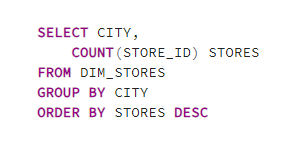 SELECT CITY,
COUNT(STORE_ID) STORES
FROM DIM_STORES
GROUP BY CITY
ORDER BY STORES DESC